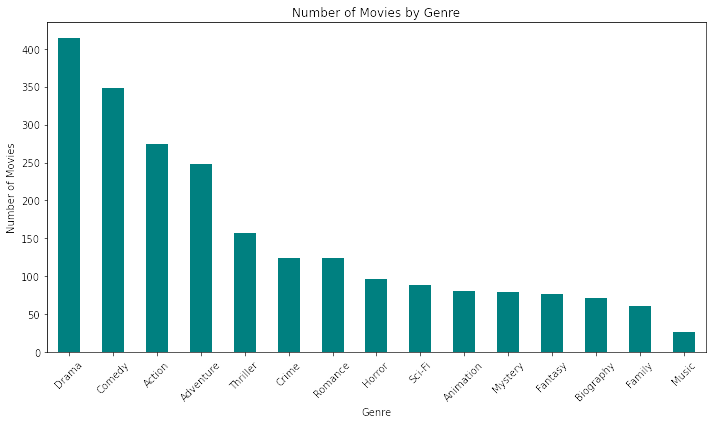 Number of Movies by Genre
Number of Movies
400
350
300
250
200
150
100
50
0
Drama
Comedy
Action
Adventure
Thriller
Crime
Romance
Horror
Sci-Fi
Animation
Mystery
Fantasy
Biography
Family
Music
Genre